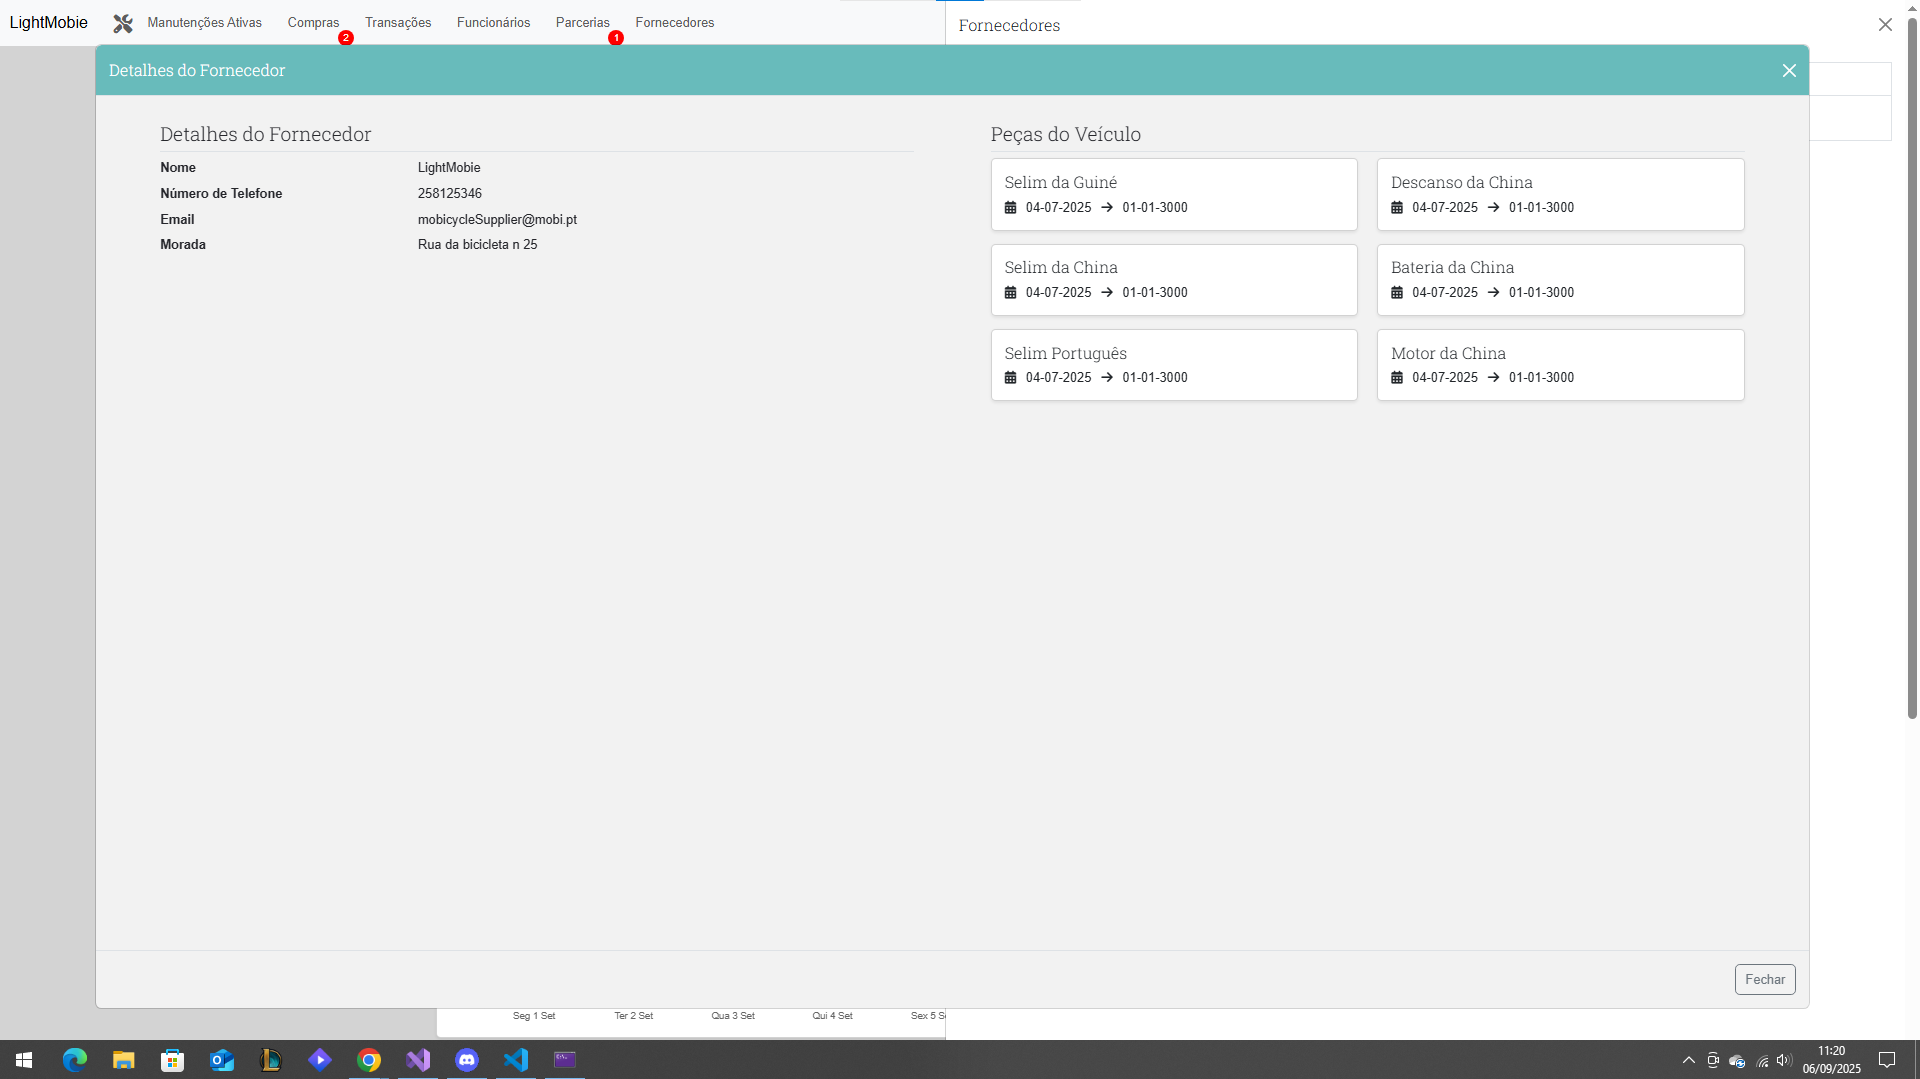 LightMobie
Manutenções Ativas
Compras
2
Transações
Funcionários
Parcerias
1
Fornecedores
Fornecedores
Detalhes do Fornecedor
Detalhes do Fornecedor
Nome LightMobie
Número de Telefone 258125346
Email mobicycleSupplier@mobi.pt
Morada Rua da bicicleta n 25
Peças do Veículo
Selim da Guiné
04-07-2025 → 01-01-3000
Descanso da China
04-07-2025 → 01-01-3000
Selim da China
04-07-2025 → 01-01-3000
Bateria da China
04-07-2025 → 01-01-3000
Selim Português
04-07-2025 → 01-01-3000
Motor da China
04-07-2025 → 01-01-3000
Fechar
Seg 1 Set
Ter 2 Set
Qua 3 Set
Qui 4 Set
Sex 5 S
11:20
06/09/2025